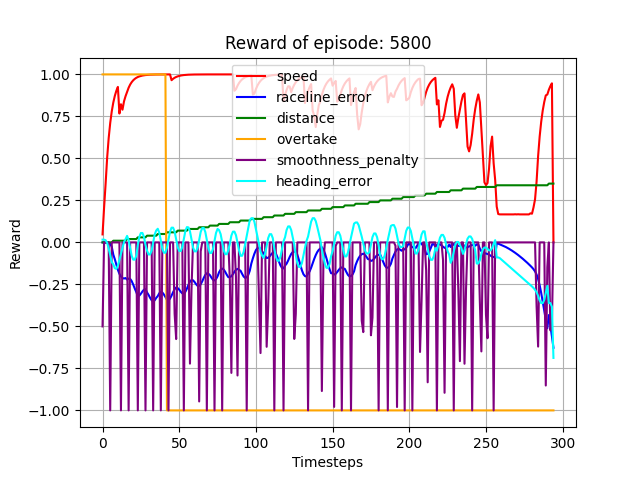 Reward of episode: 5800
1.00
0.75
0.50
0.25
0.00
−0.25
−0.50
−0.75
−1.00
Reward
speed
raceline_error
distance
overtake
smoothness_penalty
heading_error
0 50 100 150 200 250 300
Timesteps